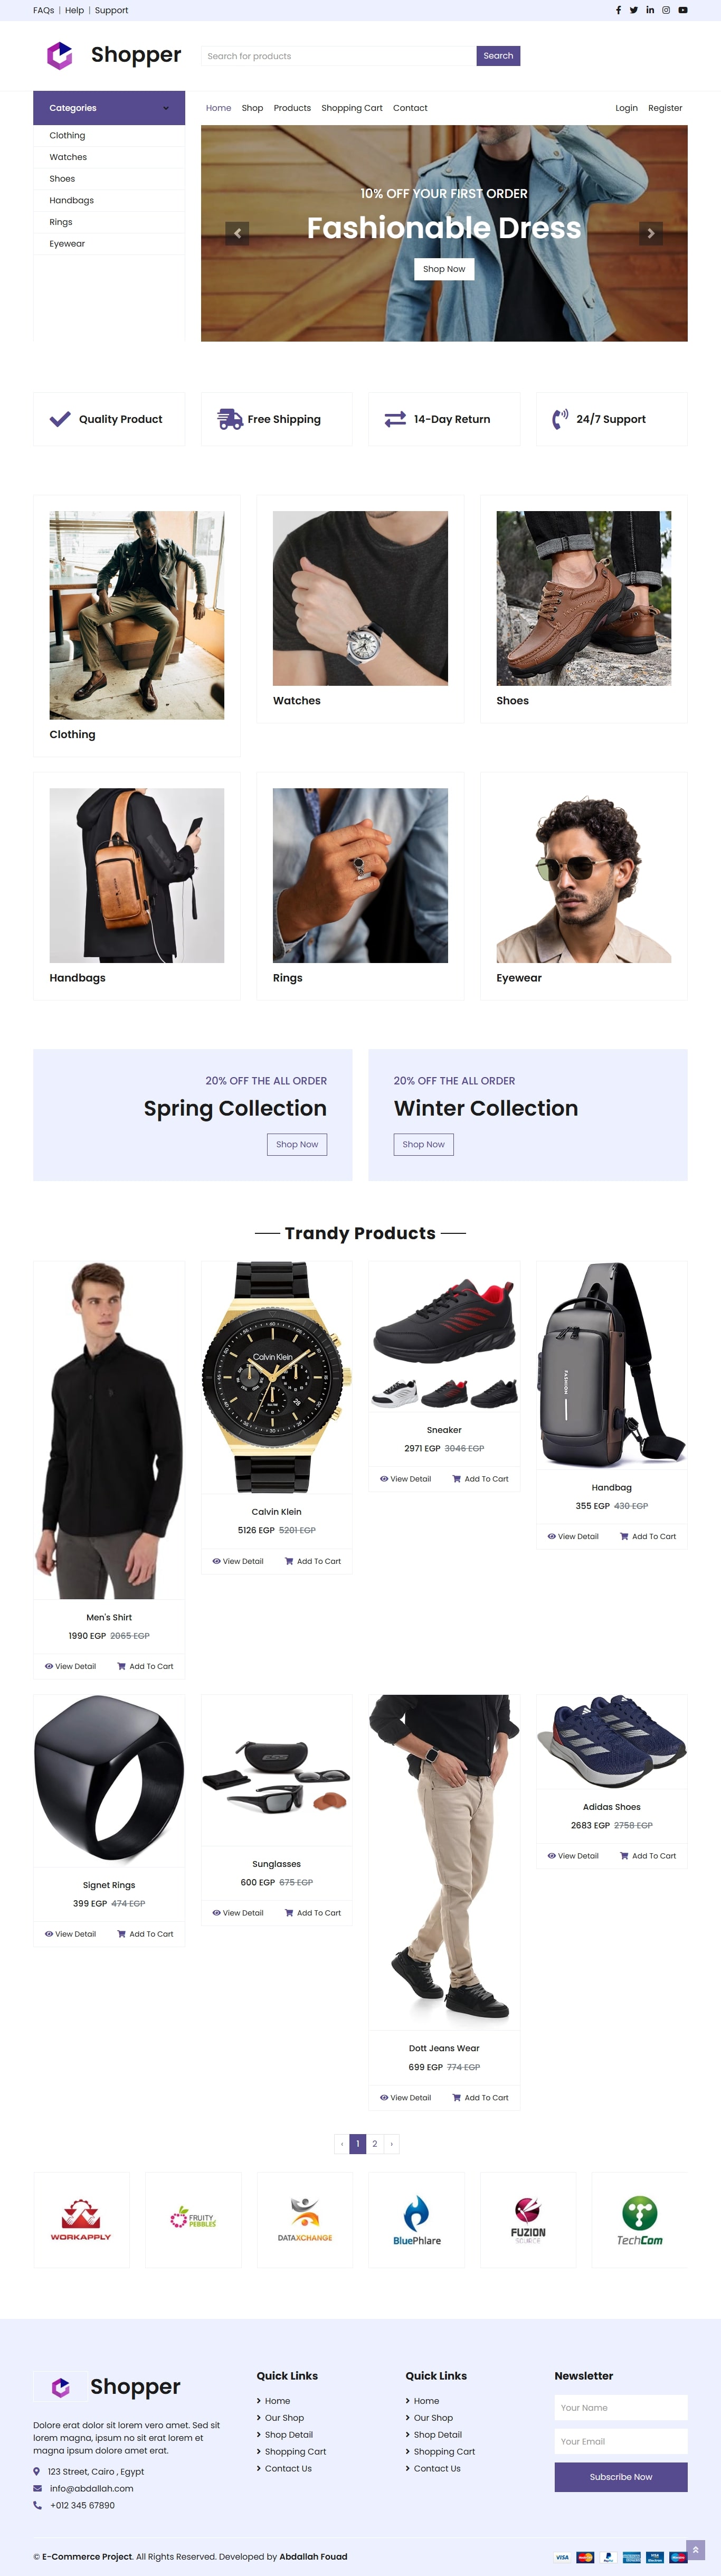 FAQs | Help | Support
Shopper
Search for products
Search
Categories
Home Shop Products Shopping Cart Contact
Login Register
Clothing
Watches
Shoes
Handbags
Rings
Eyewear
10% OFF YOUR FIRST ORDER
Fashionable Dress
Shop Now
Quality Product
Free Shipping
14-Day Return
24/7 Support
Clothing
Watches
Shoes
Handbags
Rings
Eyewear
20% OFF THE ALL ORDER
Spring Collection
Shop Now
20% OFF THE ALL ORDER
Winter Collection
Shop Now
Trandy Products
Calvin Klein
FASHION
Men's Shirt
1990 EGP 2065 EGP
View Detail Add To Cart
Calvin Klein
5126 EGP 5201 EGP
View Detail Add To Cart
Sneaker
2971 EGP 3046 EGP
View Detail Add To Cart
Handbag
355 EGP 430 EGP
View Detail Add To Cart
ESS
Signet Rings
399 EGP 474 EGP
View Detail Add To Cart
Sunglasses
600 EGP 675 EGP
View Detail Add To Cart
Dott Jeans Wear
699 EGP 774 EGP
View Detail Add To Cart
Adidas Shoes
2683 EGP 2758 EGP
View Detail Add To Cart
‹ 1 2 ›
WORKAPPLY
FRUITY
PEBBLES
DATAXCHANGE
BluePhlare
FUZION
SOURCE
TechCom
Shopper
Dolore erat dolor sit lorem vero amet. Sed sit
lorem magna, ipsum no sit erat lorem et
magna ipsum dolore amet erat.
123 Street, Cairo , Egypt
info@abdallah.com
+012 345 67890
Quick Links
Home
Our Shop
Shop Detail
Shopping Cart
Contact Us
Quick Links
Home
Our Shop
Shop Detail
Shopping Cart
Contact Us
Newsletter
Your Name
Your Email
Subscribe Now
© E-Commerce Project. All Rights Reserved. Developed by Abdallah Fouad
VISA
MasterCard
PayPal
VISA